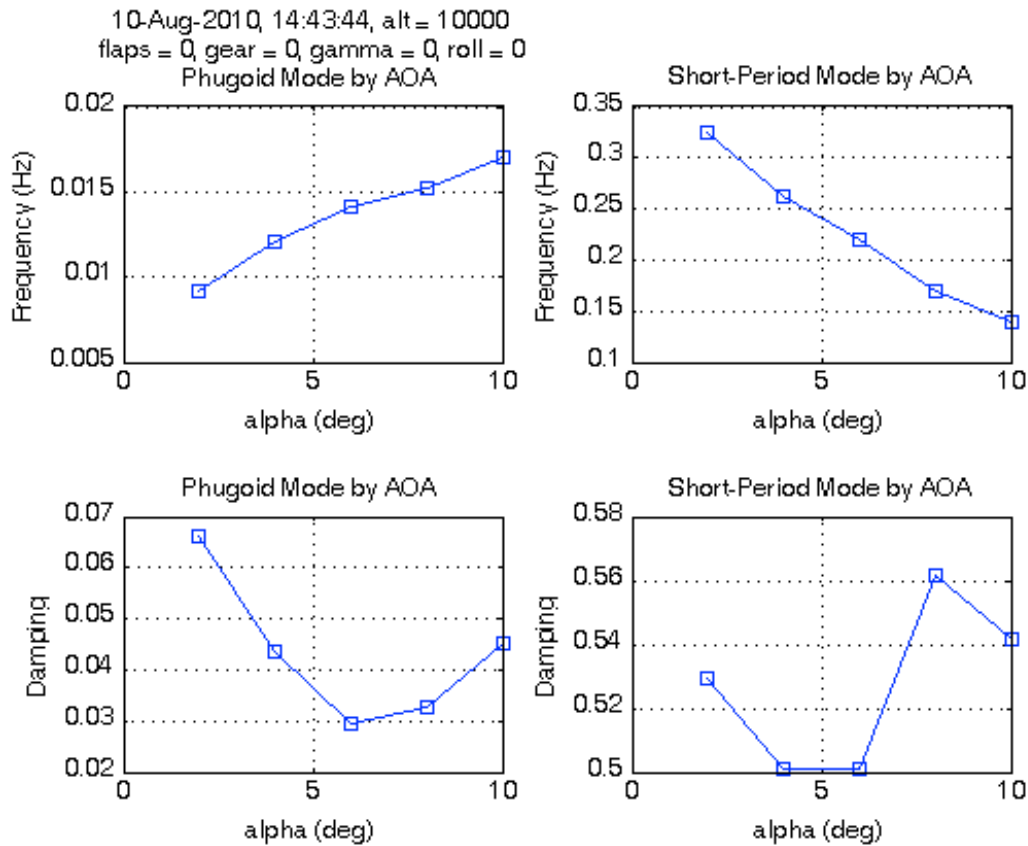 10-Aug-2010, 14:43:44, alt = 10000
flaps = 0, gear = 0, gamma = 0, roll = 0
Phugoid Mode by AOA
0.02
0.015
0.01
0.005
Frequency (Hz)
0
5
10
alpha (deg)
Short-Period Mode by AOA
0.35
0.3
0.25
0.2
0.15
0.1
Frequency (Hz)
0
5
10
alpha (deg)
Phugoid Mode by AOA
0.07
0.06
0.05
0.04
0.03
0.02
Damping
0
5
10
alpha (deg)
Short-Period Mode by AOA
0.58
0.56
0.54
0.52
0.5
Damping
0
5
10
alpha (deg)